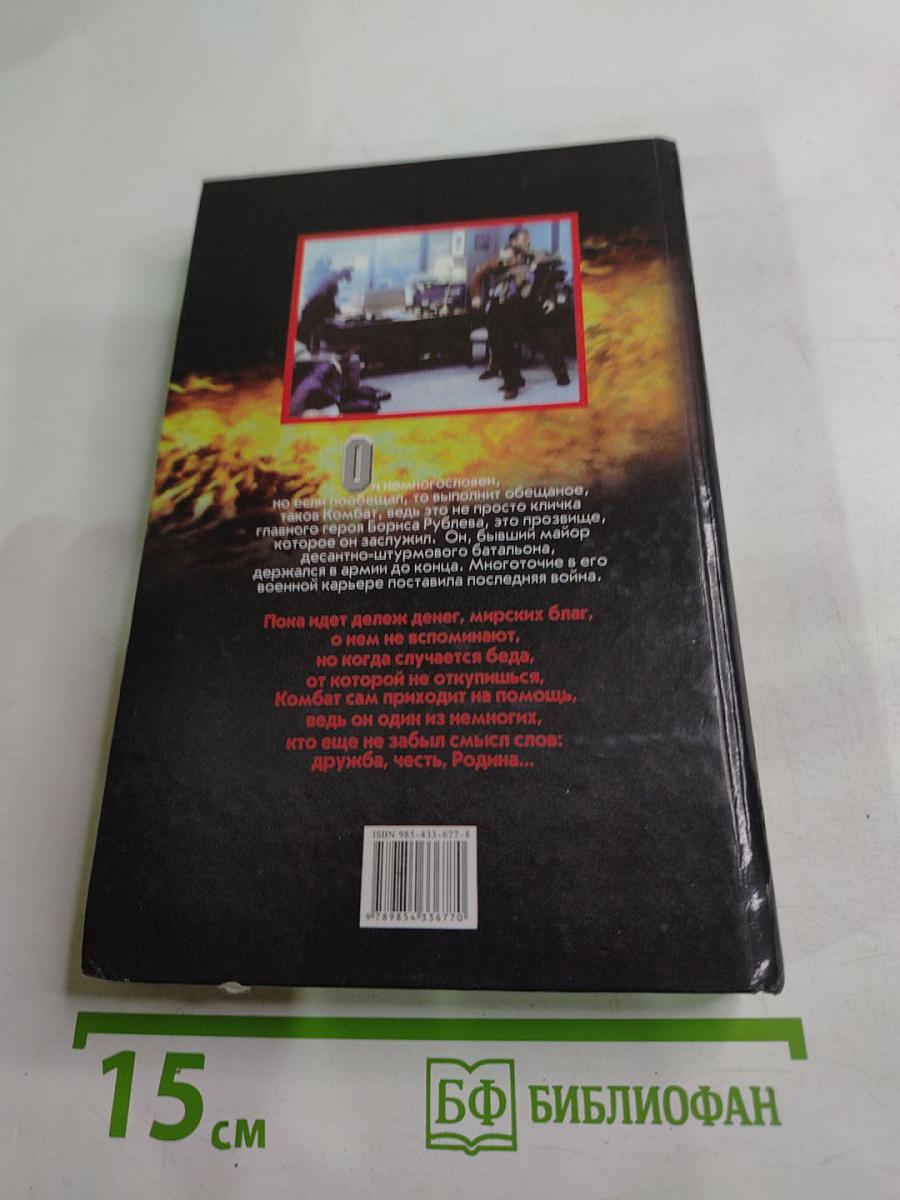 Он немногословен,
но если пообещал, то выполнит обещаное,
таков Комбат, ведь это не просто кличка
главного героя Бориса Рублева, это прозвище,
которое он заслужил. Он, бывший майор
десантно-штурмового батальона,
держался в армии до конца. Многоточие в его
военной карьере поставила последняя война.
Пока идет дележ денег, мирских благ,
о нем не вспоминают,
но когда случается беда,
от которой не откупишься,
Комбат сам приходит на помощь,
ведь он один из немногих,
кто еще не забыл смысл слов:
дружба, честь, Родина...
ISBN 985-433-677-8
9 789854 336770
15 см
БФ БИБЛИОФАН